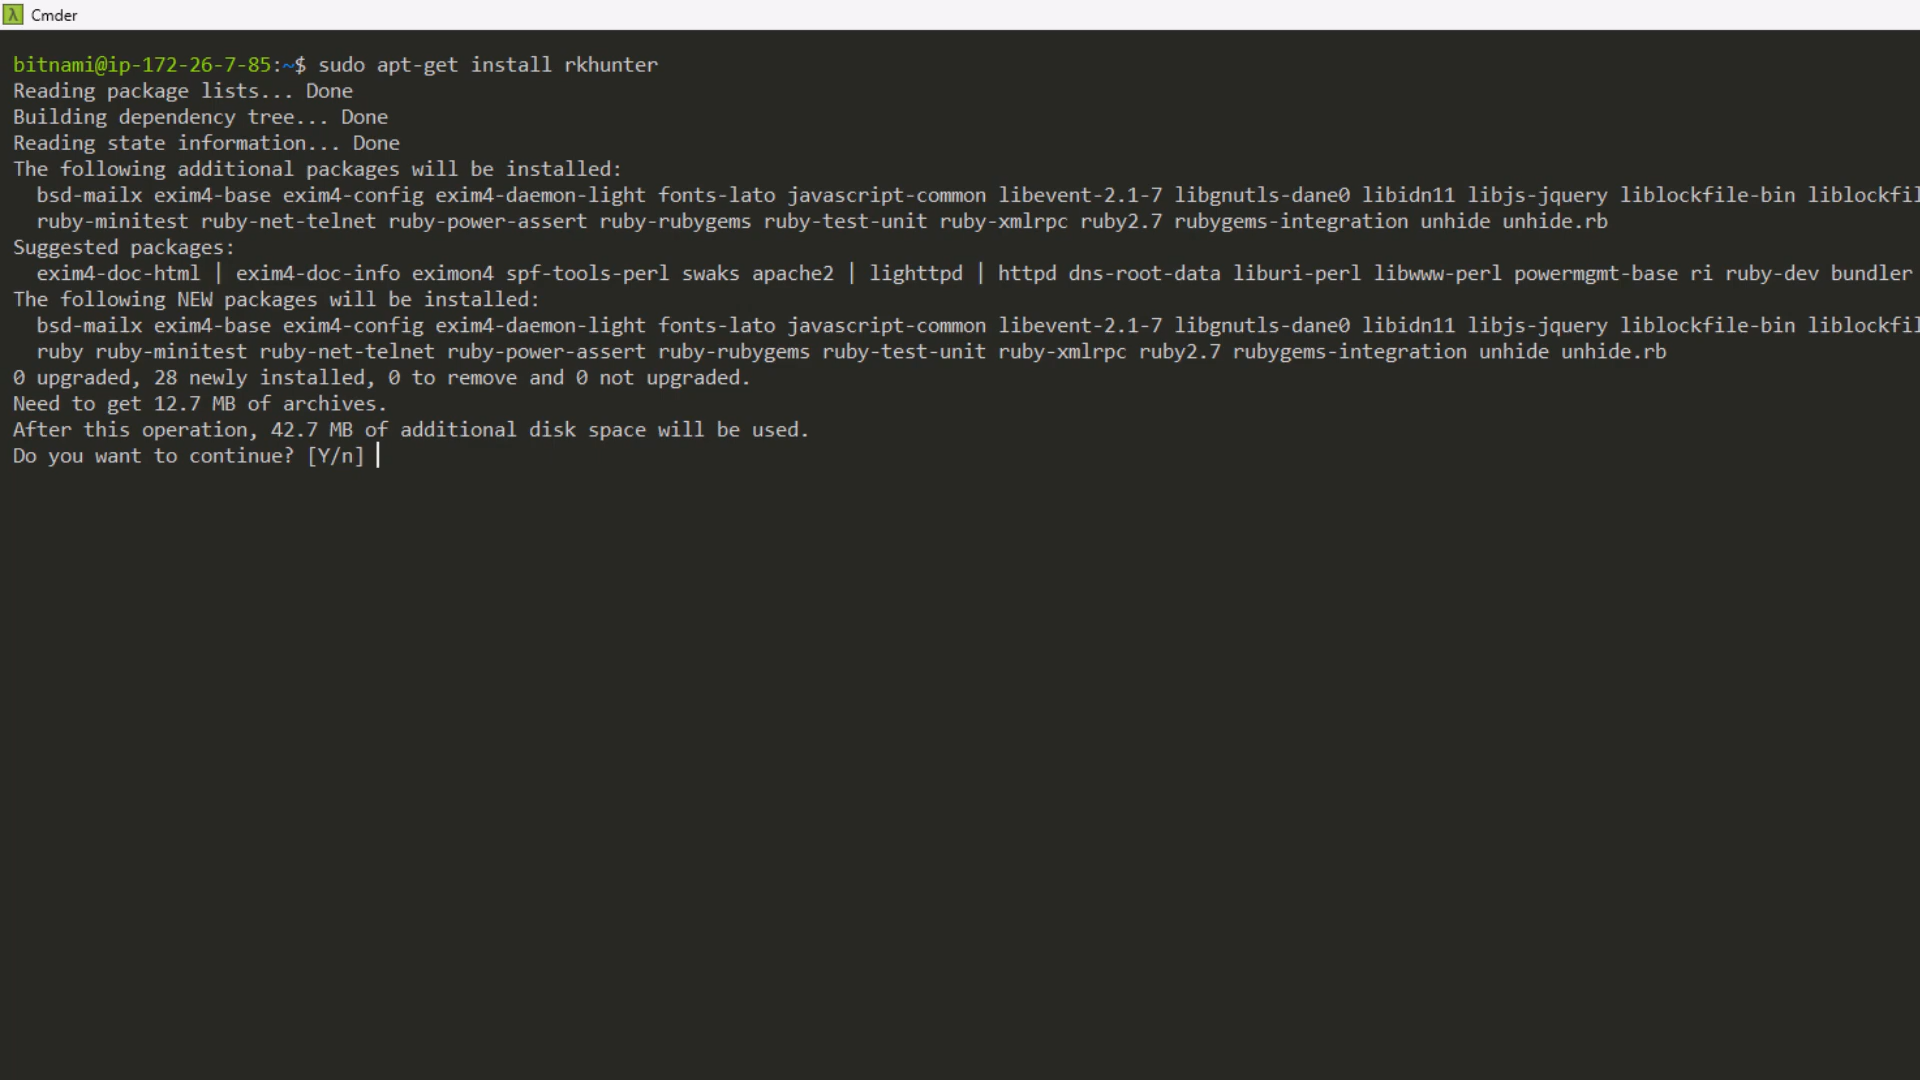 Cmder
bitnami@ip-172-26-7-85:~$ sudo apt-get install rkhunter
Reading package lists... Done
Building dependency tree... Done
Reading state information... Done
The following additional packages will be installed:
bsd-mailx exim4-base exim4-config exim4-daemon-light fonts-lato javascript-common libevent-2.1-7 libgnutls-dane0 libidn11 libjs-jquery liblockfile-bin liblockfil
ruby-minitest ruby-net-telnet ruby-power-assert ruby-rubygems ruby-test-unit ruby-xmlrpc ruby2.7 rubygems-integration unhide unhide.rb
Suggested packages:
exim4-doc-html | exim4-doc-info eximon4 spf-tools-perl swaks apache2 | lighttpd | httpd dns-root-data liburi-perl libwww-perl powermgmt-base ri ruby-dev bundler
The following NEW packages will be installed:
bsd-mailx exim4-base exim4-config exim4-daemon-light fonts-lato javascript-common libevent-2.1-7 libgnutls-dane0 libidn11 libjs-jquery liblockfile-bin liblockfil
ruby ruby-minitest ruby-net-telnet ruby-power-assert ruby-rubygems ruby-test-unit ruby-xmlrpc ruby2.7 rubygems-integration unhide unhide.rb
0 upgraded, 28 newly installed, 0 to remove and 0 not upgraded.
Need to get 12.7 MB of archives.
After this operation, 42.7 MB of additional disk space will be used.
Do you want to continue? [Y/n]